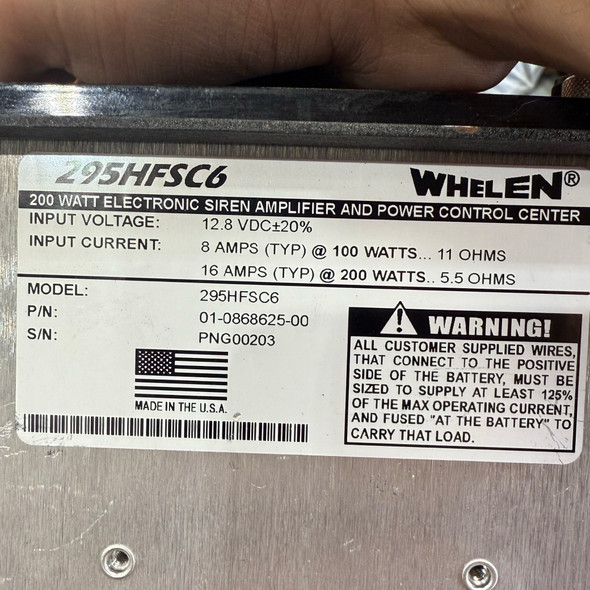 295HFSC6
WHELEN®
200 WATT ELECTRONIC SIREN AMPLIFIER AND POWER CONTROL CENTER
INPUT VOLTAGE: 12.8 VDC±20%
INPUT CURRENT: 8 AMPS (TYP) @ 100 WATTS... 11 OHMS
16 AMPS (TYP) @ 200 WATTS.. 5.5 OHMS
MODEL: 295HFSC6
P/N: 01-0868625-00
S/N: PNG00203
MADE IN THE U.S.A.
WARNING!
ALL CUSTOMER SUPPLIED WIRES,
THAT CONNECT TO THE POSITIVE
SIDE OF THE BATTERY, MUST BE
SIZED TO SUPPLY AT LEAST 125%
OF THE MAX OPERATING CURRENT,
AND FUSED "AT THE BATTERY" TO
CARRY THAT LOAD.